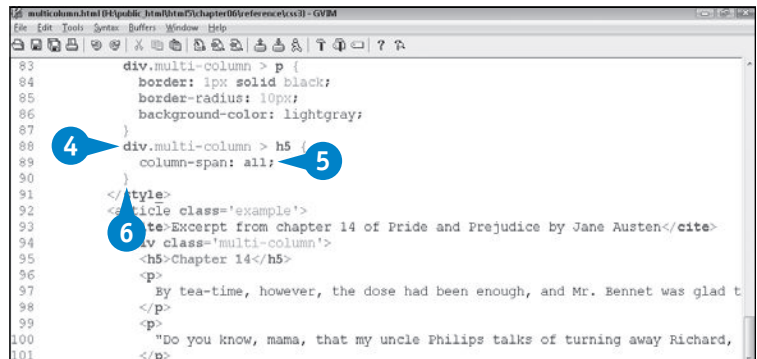 multicolumn.html (H:\public_html\html5\chapter06\reference\css3) - GVIM
File Edit Tools Syntax Buffers Window Help
83 div.multi-column > p {
84 border: 1px solid black;
85 border-radius: 10px;
86 background-color: lightgray;
87 }
4
88 div.multi-column > h5 {
89 column-span: all;
5
90 }
91 </style>
6
92 <article class='example'>
93 te>Excerpt from chapter 14 of Pride and Prejudice by Jane Austen</cite>
94 v class='multi-column'>
95 <h5>Chapter 14</h5>
96 <p>
97 By tea-time, however, the dose had been enough, and Mr. Bennet was glad t
98 </p>
99 <p>
100 "Do you know, mama, that my uncle Philips talks of turning away Richard,
101 </p>